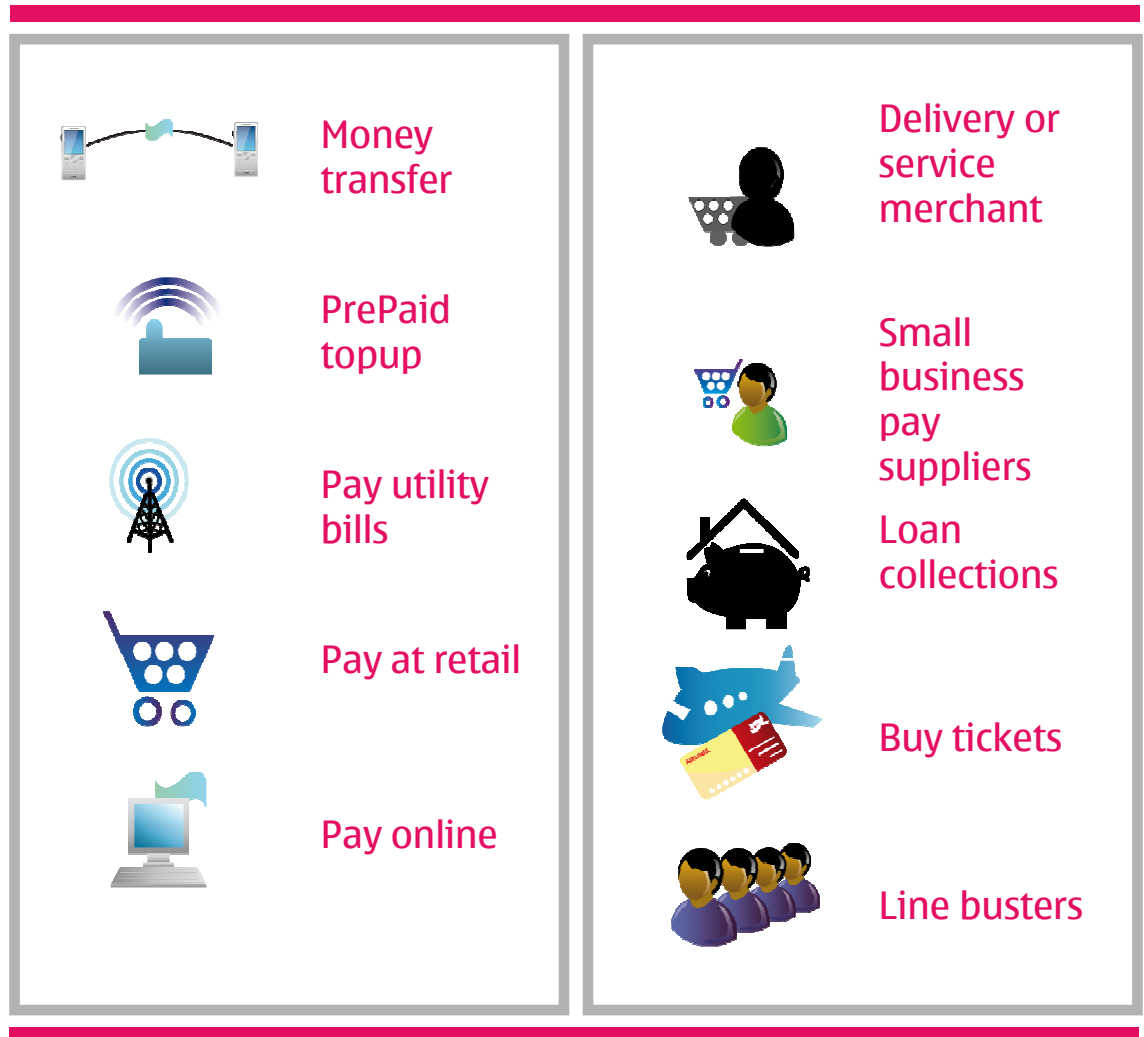 Money
transfer
PrePaid
topup
Pay utility
bills
Pay at retail
Pay online
Delivery or
service
merchant
Small
business
pay
suppliers
Loan
collections
Buy tickets
Line busters